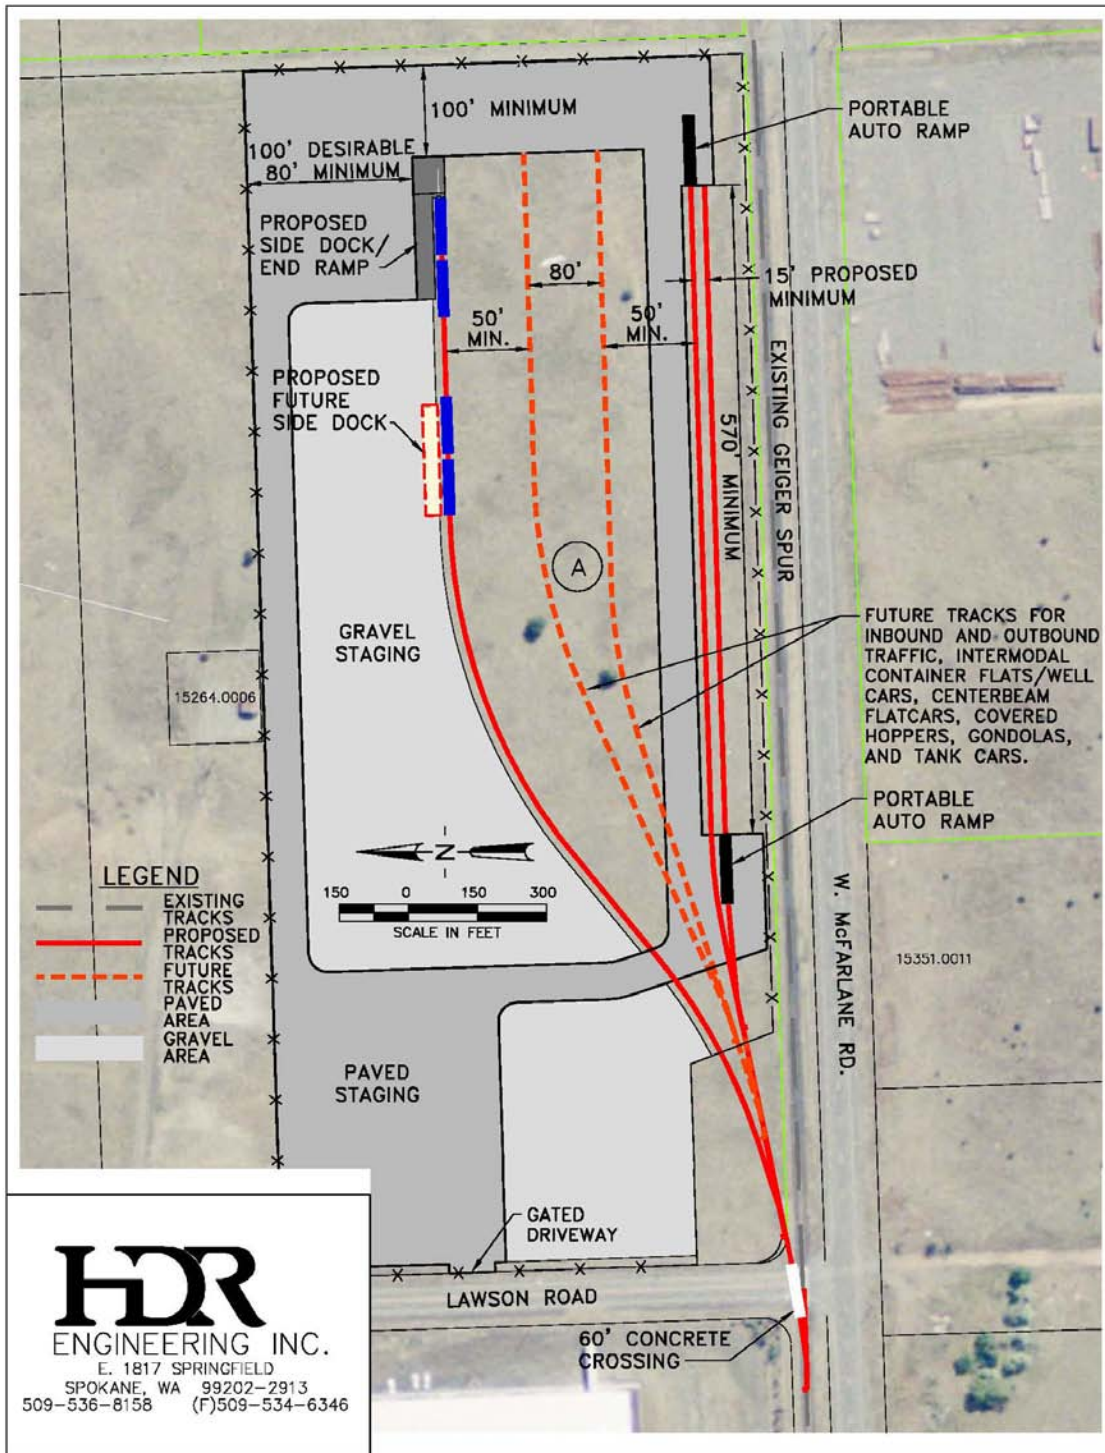 100' MINIMUM
PORTABLE
AUTO RAMP
100' DESIRABLE
80' MINIMUM
PROPOSED
SIDE DOCK/
END RAMP
80'
15' PROPOSED
MINIMUM
50'
MIN.
50'
MIN.
PROPOSED
FUTURE
SIDE DOCK
570' MINIMUM
EXISTING GEIGER SPUR
A
GRAVEL
STAGING
FUTURE TRACKS FOR
INBOUND AND OUTBOUND
TRAFFIC, INTERMODAL
CONTAINER FLATS/WELL
CARS, CENTERBEAM
FLATCARS, COVERED
HOPPERS, GONDOLAS,
AND TANK CARS.
15264.0006
PORTABLE
AUTO RAMP
N
150 0 150 300
SCALE IN FEET
LEGEND
EXISTING
TRACKS
PROPOSED
TRACKS
FUTURE
TRACKS
PAVED
AREA
GRAVEL
AREA
W. McFARLANE RD.
15351.0011
PAVED
STAGING
GATED
DRIVEWAY
LAWSON ROAD
60' CONCRETE
CROSSING
HDR
ENGINEERING INC.
E. 1817 SPRINGFIELD
SPOKANE, WA 99202-2913
509-536-8158 (F)509-534-6346